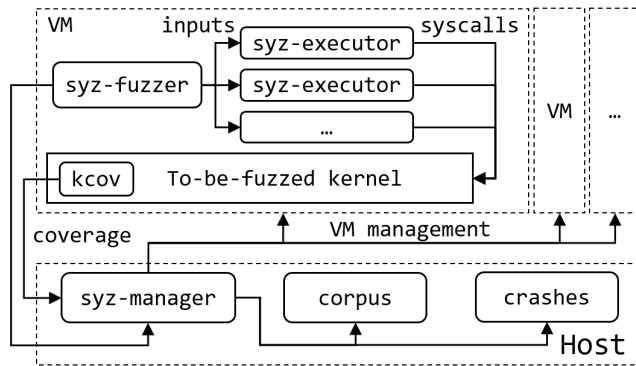 VM
inputs
syscalls
syz-executor
syz-fuzzer
syz-executor
VM
…
…
kcov
To-be-fuzzed kernel
coverage
VM management
syz-manager
corpus
crashes
Host